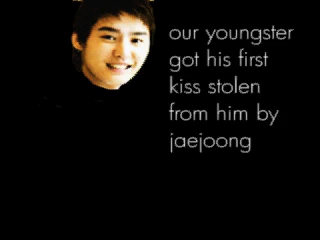 our youngster
got his first
kiss stolen
from him by
jaejoong